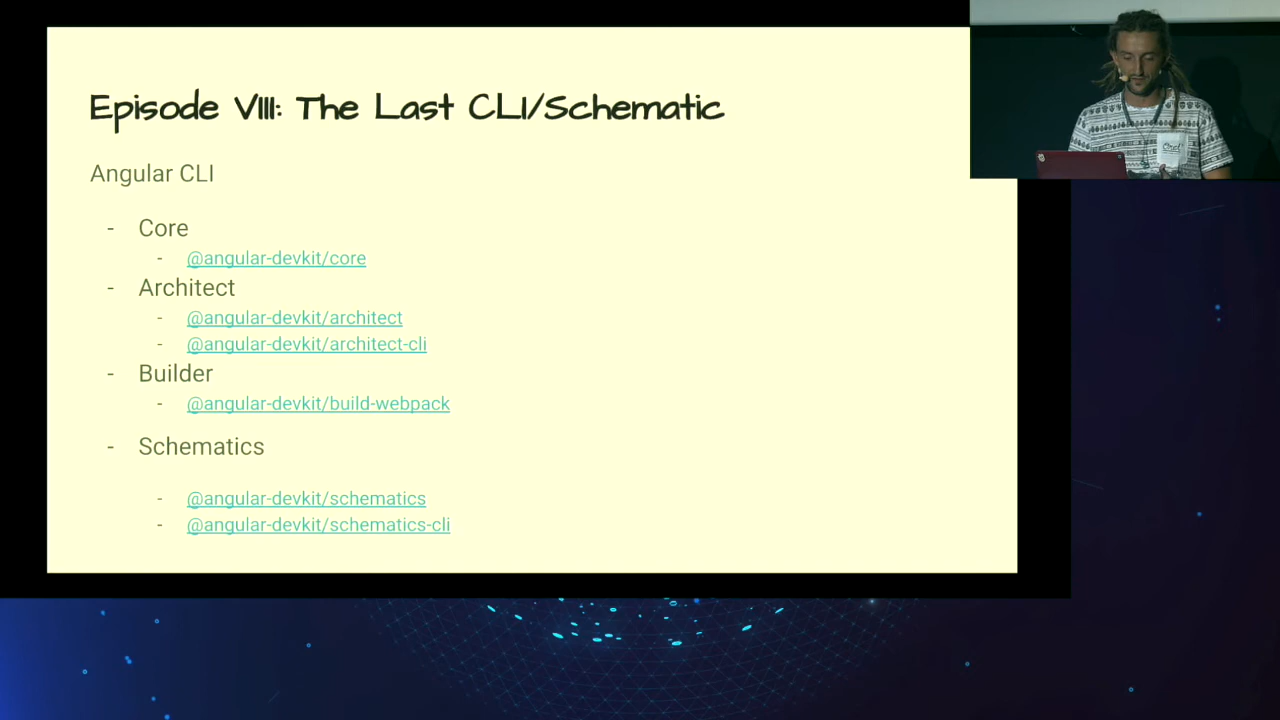 Episode VIII: The Last CLI/Schematic
Angular CLI
- Core
- @angular-devkit/core
- Architect
- @angular-devkit/architect
- @angular-devkit/architect-cli
- Builder
- @angular-devkit/build-webpack
- Schematics
- @angular-devkit/schematics
- @angular-devkit/schematics-cli